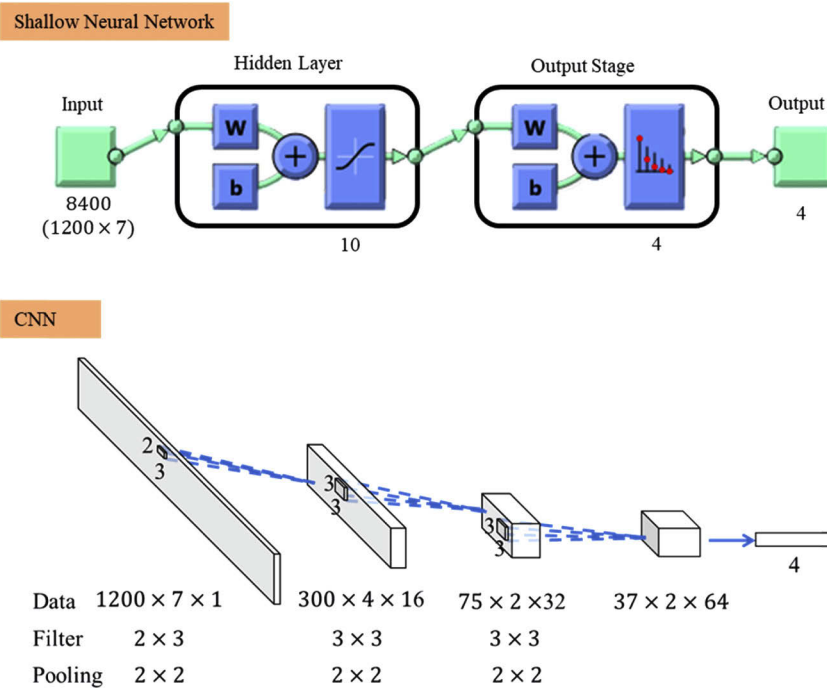 Shallow Neural Network
Hidden Layer
Output Stage
Input
Output
W
W
+
+
b
b
8400
(1200 × 7)
10
4
4
CNN
2
3
3
3
3
3
4
Data 1200 × 7 × 1 300 × 4 × 16 75 × 2 ×32 37 × 2 × 64
Filter 2 × 3 3 × 3 3 × 3
Pooling 2 × 2 2 × 2 2 × 2